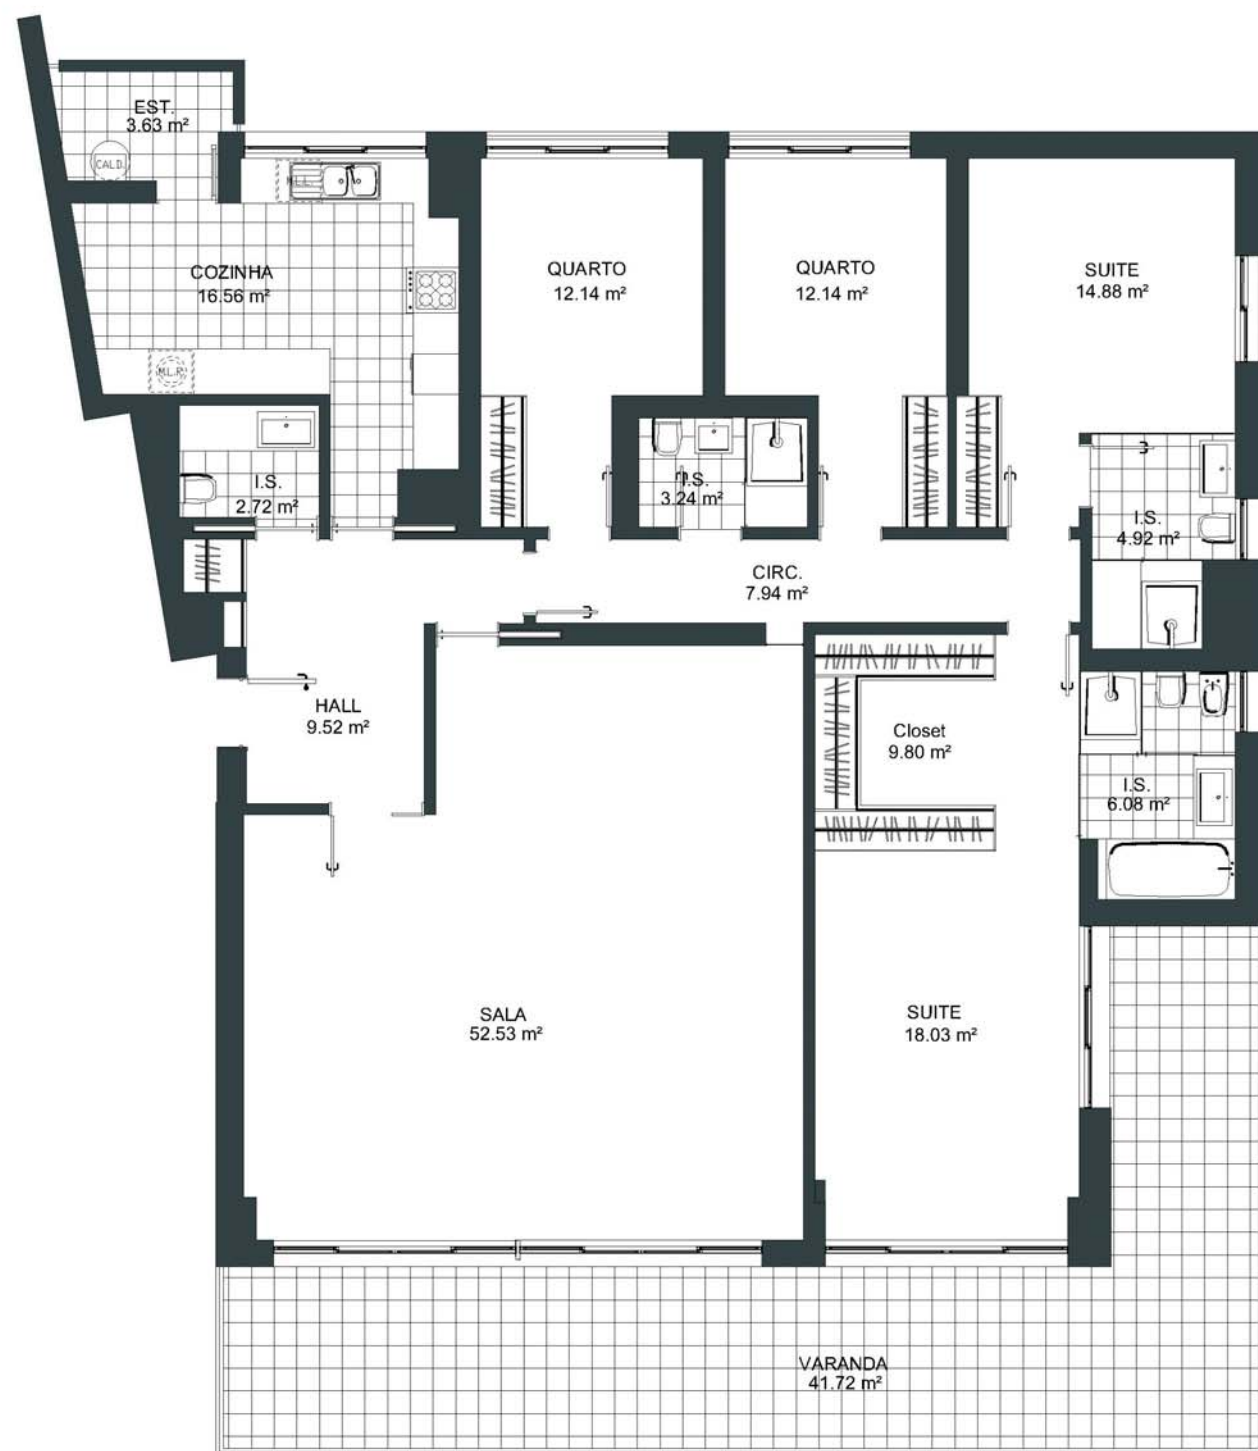 EST.
3.63 m²
CALD.
M.L.L.
COZINHA
16.56 m²
QUARTO
12.14 m²
QUARTO
12.14 m²
SUITE
14.88 m²
M.L.R.
I.S.
2.72 m²
I.S.
3.24 m²
I.S.
4.92 m²
CIRC.
7.94 m²
HALL
9.52 m²
Closet
9.80 m²
I.S.
6.08 m²
SALA
52.53 m²
SUITE
18.03 m²
VARANDA
41.72 m²